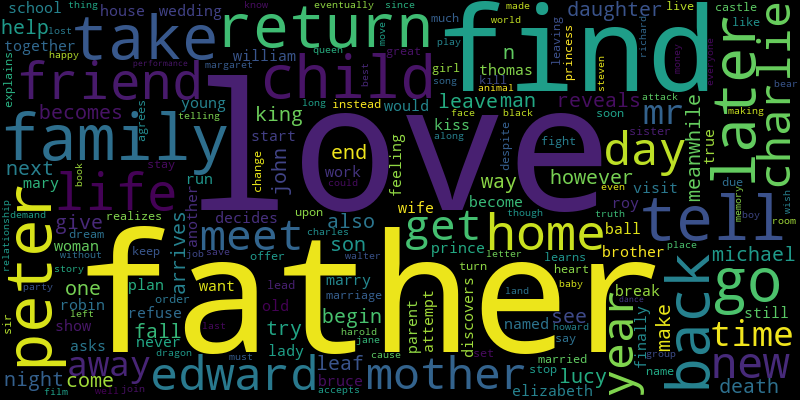 love
father
find
family
friend
child
return
take
life
tell
go
home
get
meet
back
peter
edward
mother
year
later
charlie
day
new
time
away
mr
michael
daughter
william
leaveman
king
son
john
also
give
however
way
next
help
night
come
one
fall
try
begin
end
see
lucy
death
make
break
reveals
becomes
decides
arrives
another
meanwhile
prince
princess
school
thing
house
wedding
together
happy
lost
explains
young
agrees
telling
mary
book
stay
run
start
realizes
relationship
demand
woman
dream
without
keep
robin
plan
story
party
left
sir
show
order
refuse
asks
never
dragon
film
job
save
well
join
last
lady
leaf
must
bruce
accepts
want
lead
old
harold
jane
cause
set
offer
walter
charles
upon
wife
work
could
change
feeling
instead
long
would
kiss
face
black
along
despite
become
though
turn
letter
learns
heart
baby
marry
marriage
parent
attempt
discovers
named
howard
say
married
stop
elizabeth
dance
place
finally
group
name
brother
ball
truth
even
roy
visit
sister
fight
soon
attack
true
due
memory
boy
room
wish
still
bear
making
like
castle
live
everyone
money
richard
steven
animal
kill
thomas
n
girl
song
leaving
play
much
eventually
since
know
made
world
move
queen
great
best
margaret
performance
land